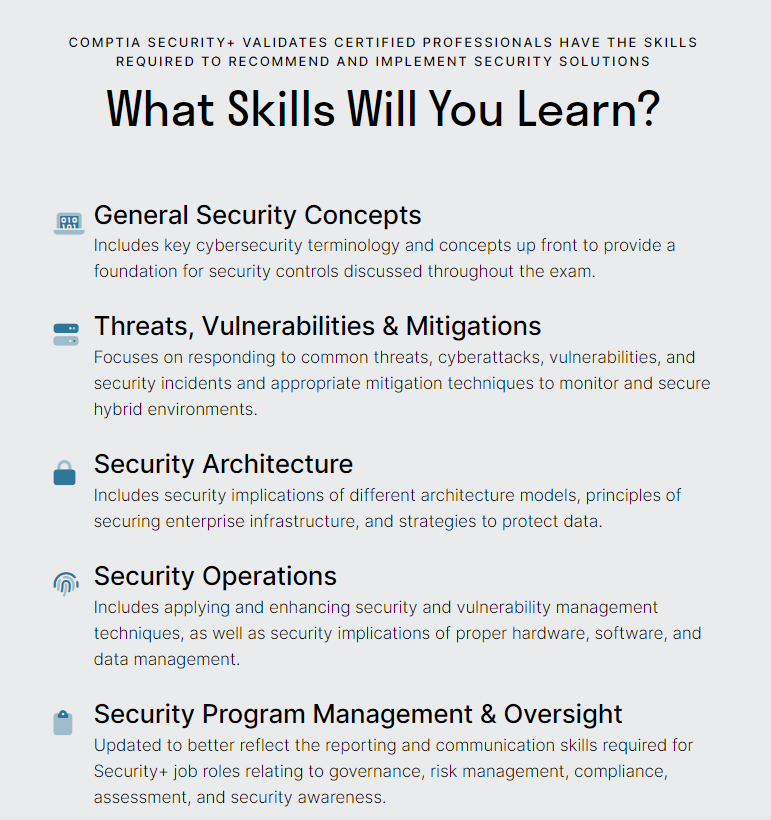 COMPTIA SECURITY+ VALIDATES CERTIFIED PROFESSIONALS HAVE THE SKILLS
REQUIRED TO RECOMMEND AND IMPLEMENT SECURITY SOLUTIONS
What Skills Will You Learn?
010
101
General Security Concepts
Includes key cybersecurity terminology and concepts up front to provide a
foundation for security controls discussed throughout the exam.
Threats, Vulnerabilities & Mitigations
Focuses on responding to common threats, cyberattacks, vulnerabilities, and
security incidents and appropriate mitigation techniques to monitor and secure
hybrid environments.
Security Architecture
Includes security implications of different architecture models, principles of
securing enterprise infrastructure, and strategies to protect data.
Security Operations
Includes applying and enhancing security and vulnerability management
techniques, as well as security implications of proper hardware, software, and
data management.
Security Program Management & Oversight
Updated to better reflect the reporting and communication skills required for
Security+ job roles relating to governance, risk management, compliance,
assessment, and security awareness.